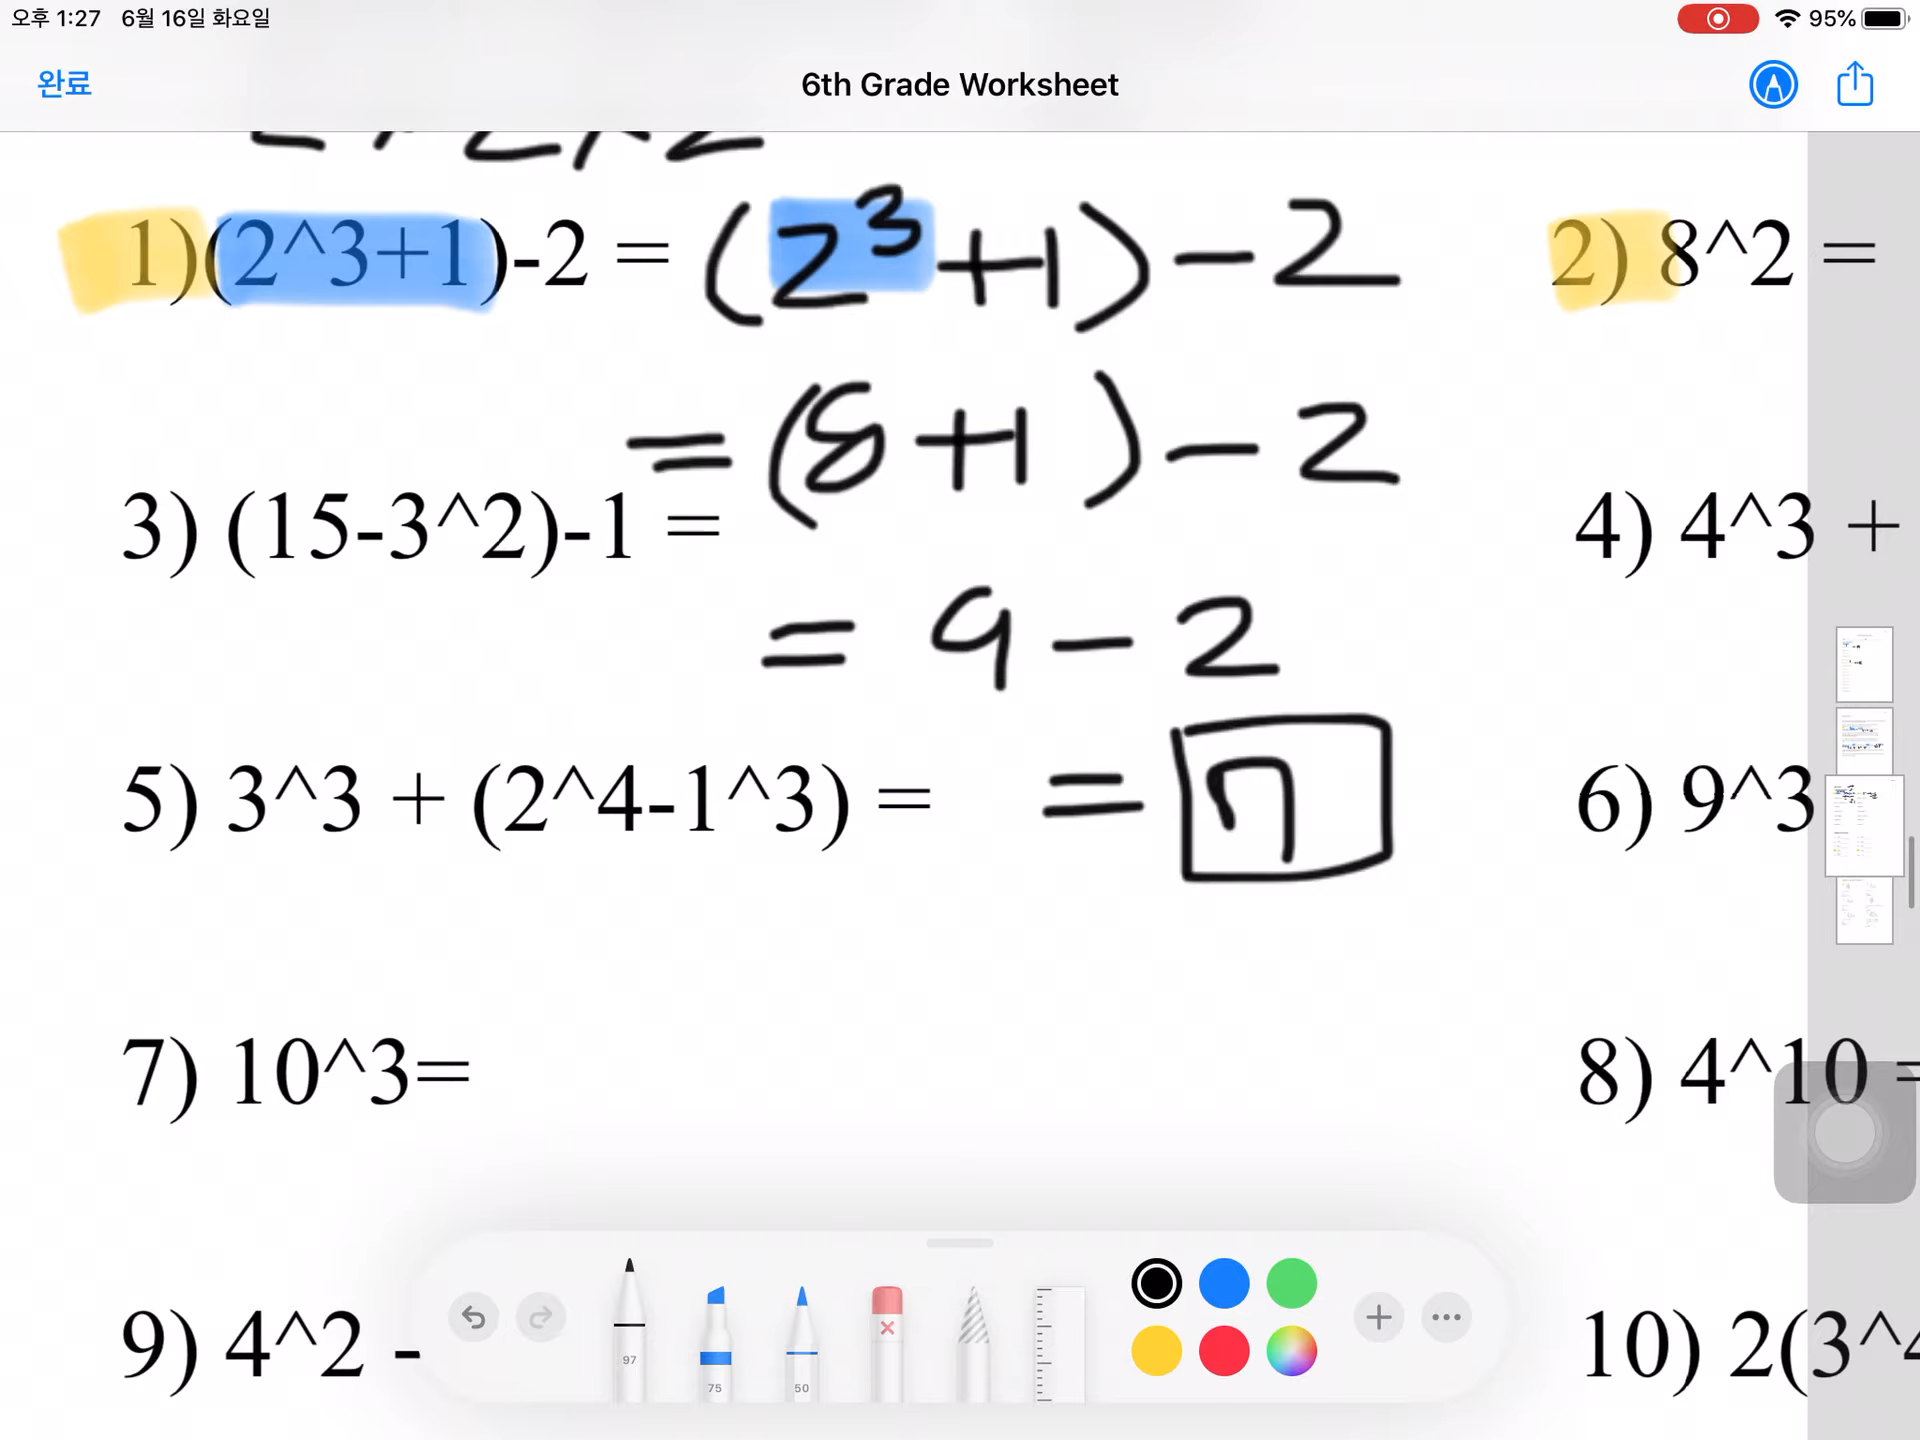 오후 1:27 6월 16일 화요일 95%
완료 6th Grade Worksheet
1)(2^3+1)-2 = (2³+1)-2 2) 8^2 =
=(8+1)-2
3) (15-3^2)-1 = 4) 4^3 +
= 9-2
5) 3^3 + (2^4-1^3) = = 7 6) 9^3
7) 10^3= 8) 4^10 =
9) 4^2 - 10) 2(3^4
97 75 50